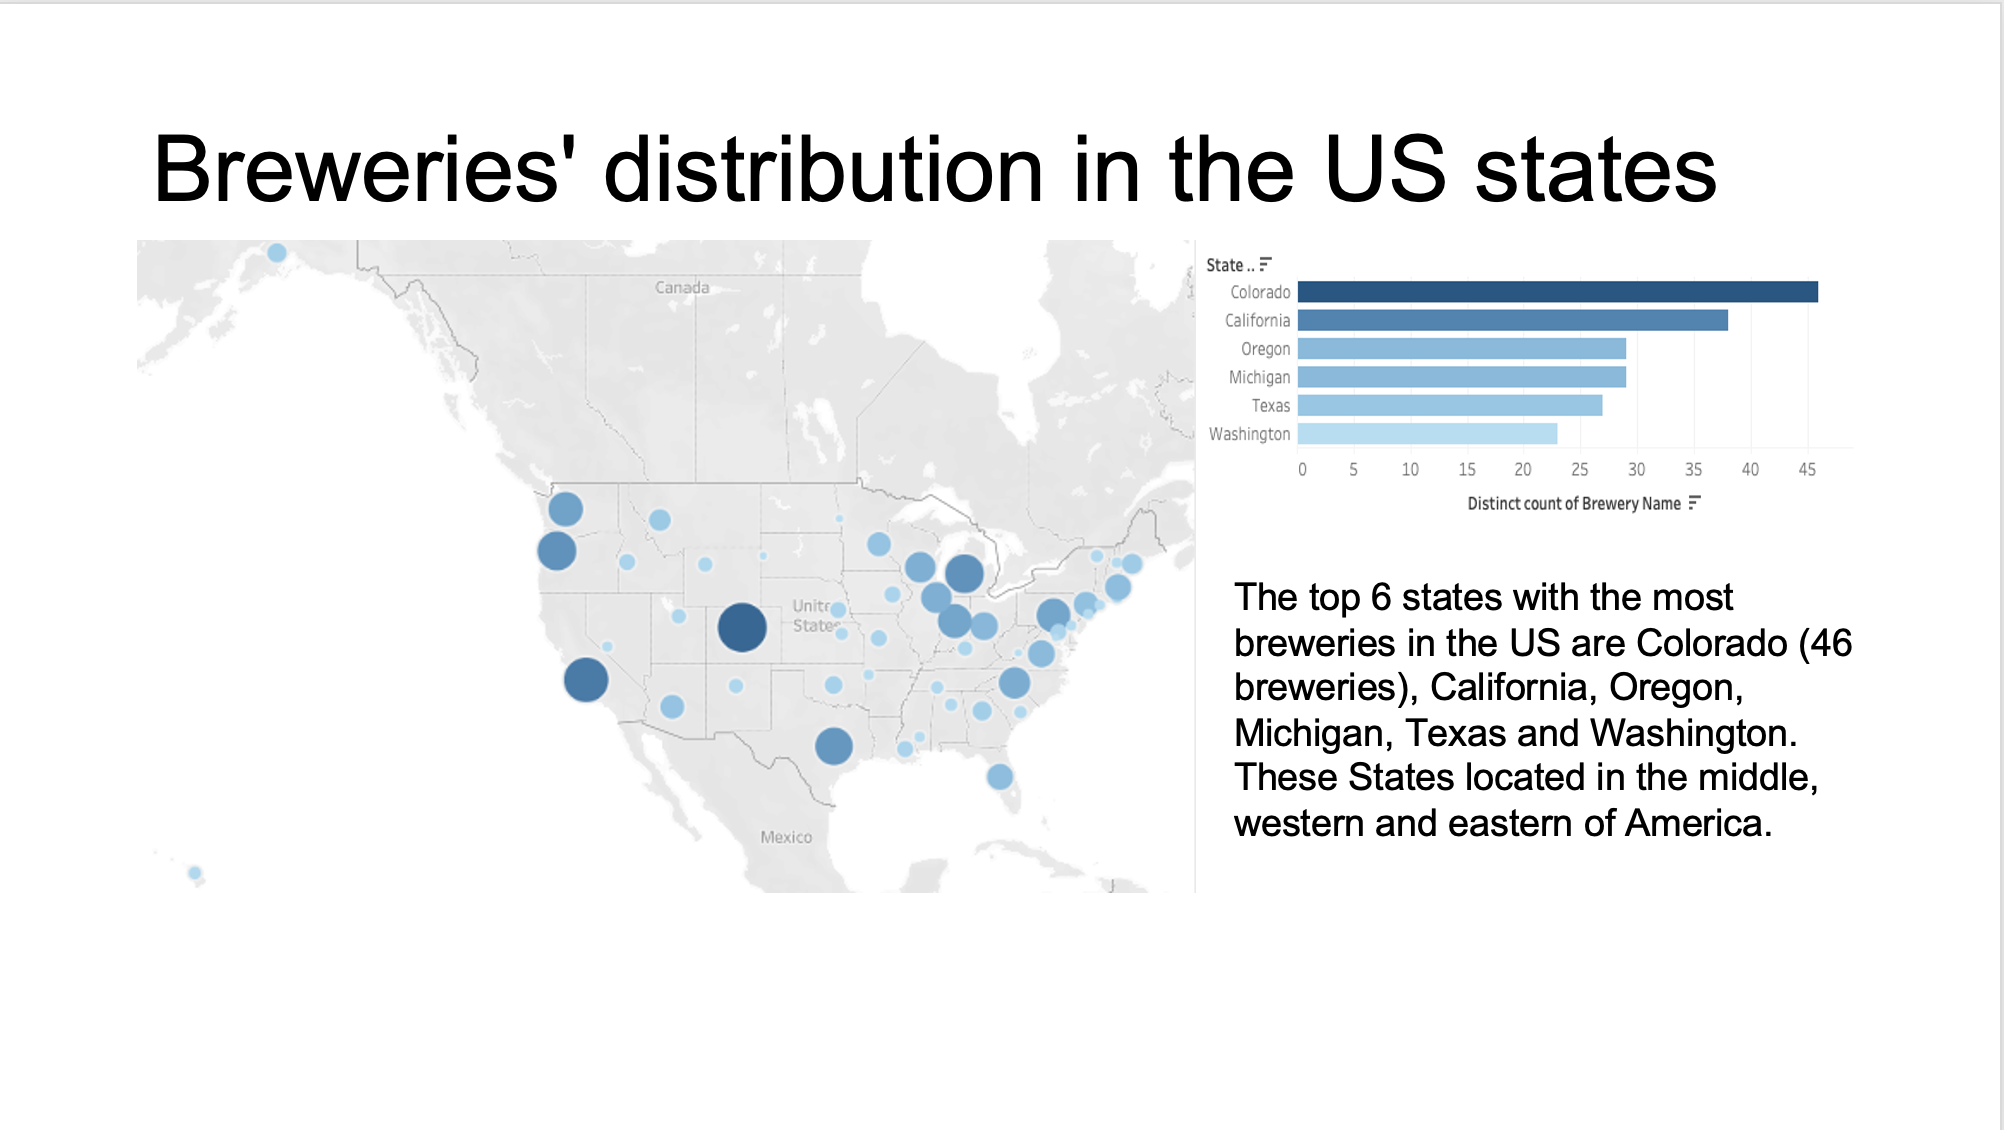 Breweries' distribution in the US states
Canada
United
States
Mexico
State ..
Colorado
California
Oregon
Michigan
Texas
Washington
0 5 10 15 20 25 30 35 40 45
Distinct count of Brewery Name
The top 6 states with the most
breweries in the US are Colorado (46
breweries), California, Oregon,
Michigan, Texas and Washington.
These States located in the middle,
western and eastern of America.